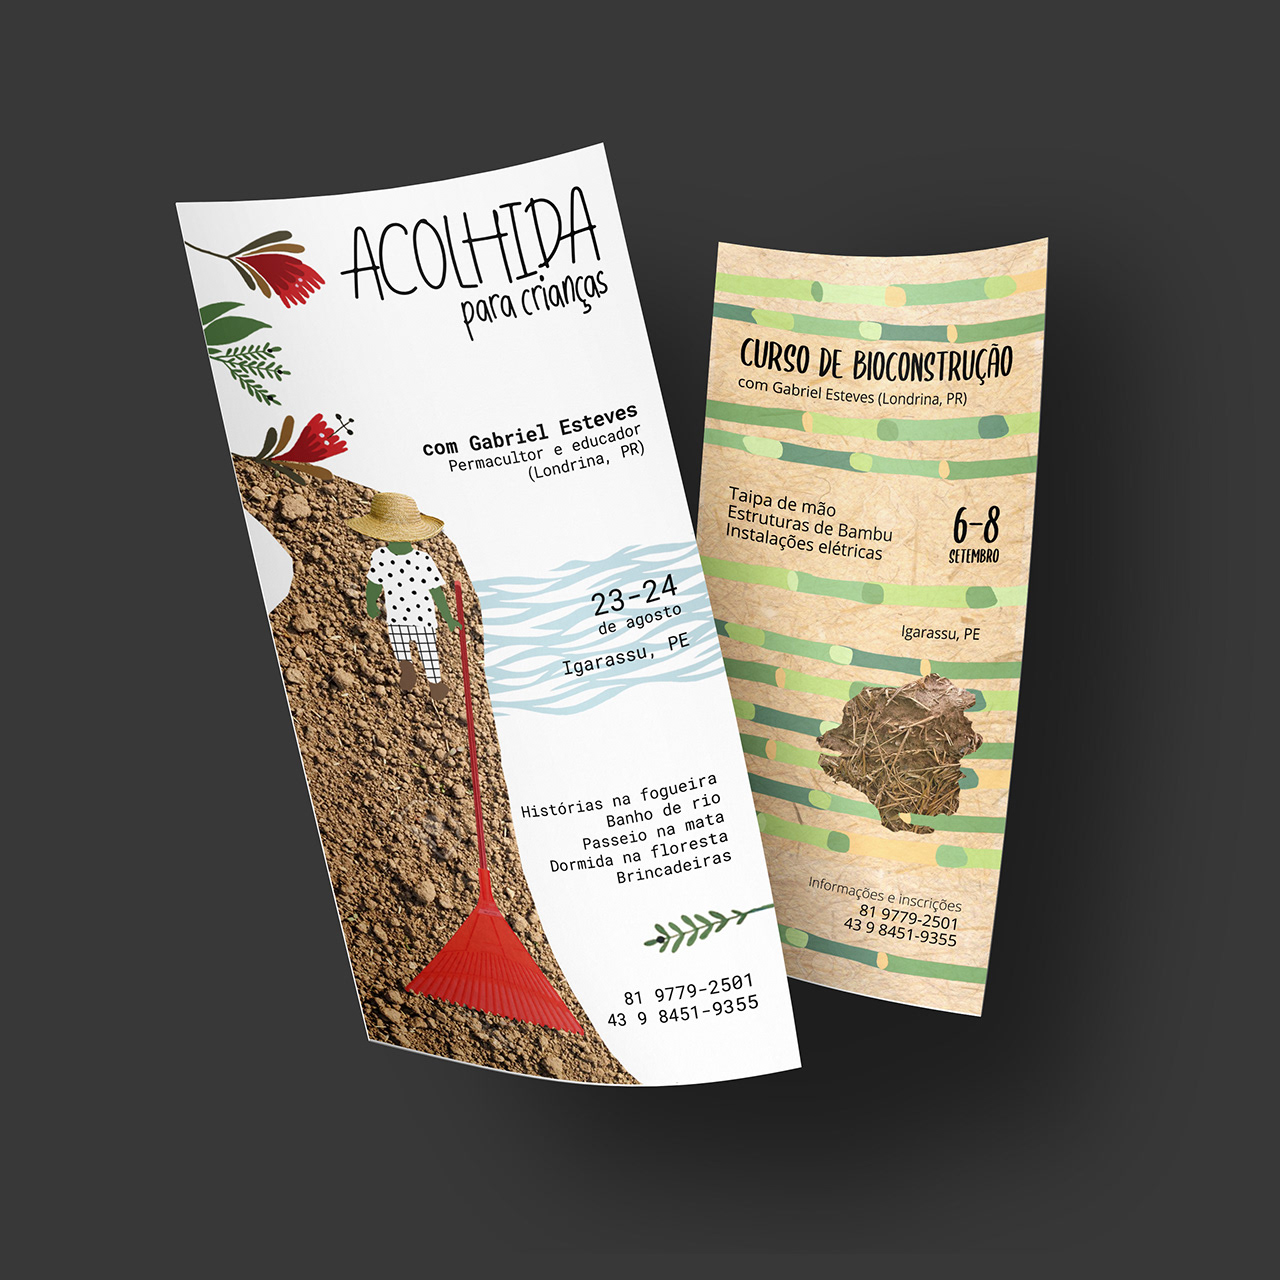 ACOLHIDA
para crianças
com Gabriel Esteves
Permacultor e educador
(Londrina, PR)
23-24
de agosto
Igarassu, PE
Histórias na fogueira
Banho de rio
Passeio na mata
Dormida na floresta
Brincadeiras
81 9779-2501
43 9 8451-9355
CURSO DE BIOCONSTRUÇÃO
com Gabriel Esteves (Londrina, PR)
Taipa de mão
Estruturas de Bambu
Instalações elétricas
6-8
SETEMBRO
Igarassu, PE
Informações e inscrições
81 9779-2501
43 9 8451-9355